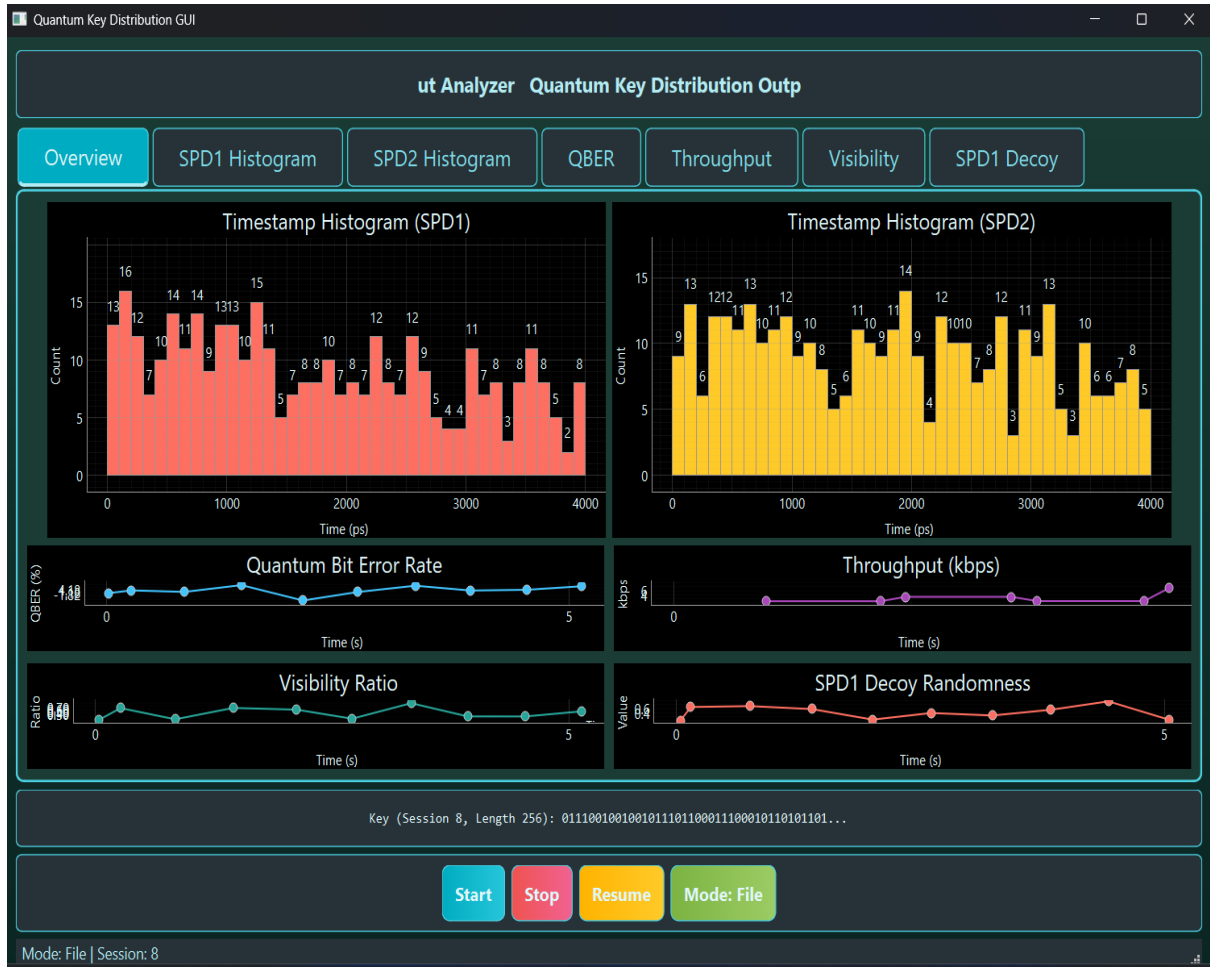 Quantum Key Distribution GUI
ut Analyzer   Quantum Key Distribution Outp
Overview SPD1 Histogram SPD2 Histogram QBER Throughput Visibility SPD1 Decoy
Timestamp Histogram (SPD1)
Count
15
10
5
0
13 16 12 7 10 14 11 14 9 13 13 10 15 11 5 7 8 8 10 7 8 7 12 8 7 12 9 5 4 4 11 7 8 3 8 11 8 5 2 8
0 1000 2000 3000 4000
Time (ps)
Timestamp Histogram (SPD2)
Count
15
10
5
0
9 13 6 12 12 11 13 10 11 12 9 10 8 5 6 11 10 9 11 14 9 4 12 10 10 7 8 12 3 11 9 13 5 3 10 6 6 7 8 5
0 1000 2000 3000 4000
Time (ps)
Quantum Bit Error Rate
QBER (%)
0 5
Time (s)
Throughput (kbps)
kbps
6
4
0
Time (s)
Visibility Ratio
Ratio
0 5
Time (s)
SPD1 Decoy Randomness
Value
0.6
0.4
0 5
Time (s)
Key (Session 8, Length 256): 0111001001001011101100011100010110101101...
Start Stop Resume Mode: File
Mode: File | Session: 8